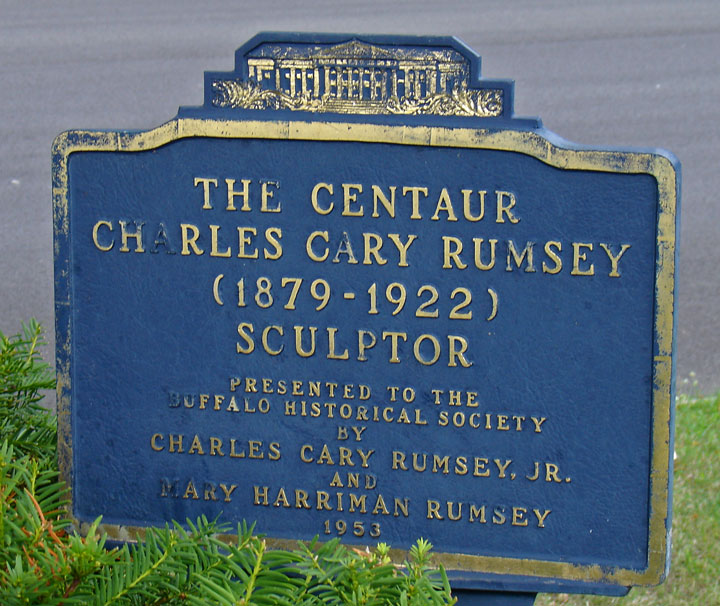 THE CENTAUR
CHARLES CARY RUMSEY
(1879-1922)
SCULPTOR
PRESENTED TO THE
BUFFALO HISTORICAL SOCIETY
BY
CHARLES CARY RUMSEY, JR.
AND
MARY HARRIMAN RUMSEY
1953